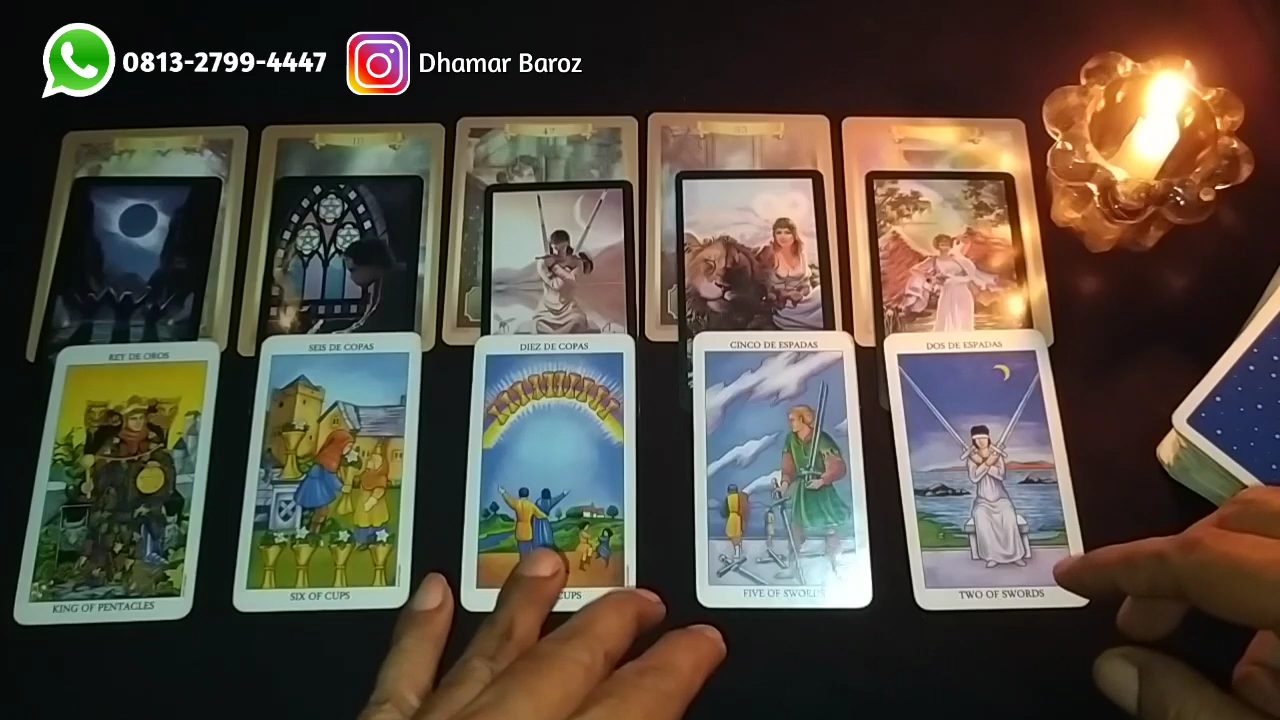 0813-2799-4447 Dhamar Baroz
REY DE OROS
SEIS DE COPAS
DIEZ DE COPAS
CINCO DE ESPADAS
DOS DE ESPADAS
KING OF PENTACLES
SIX OF CUPS
CUPS
FIVE OF SWORDS
TWO OF SWORDS